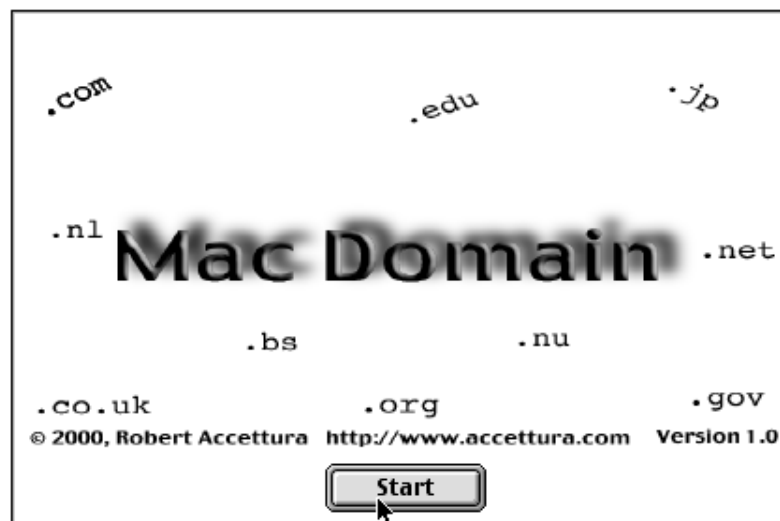 .com
.edu
.jp
.nl
Mac Domain
.net
.bs
.nu
.co.uk
.org
.gov
© 2000, Robert Accettura http://www.accettura.com Version 1.0
Start